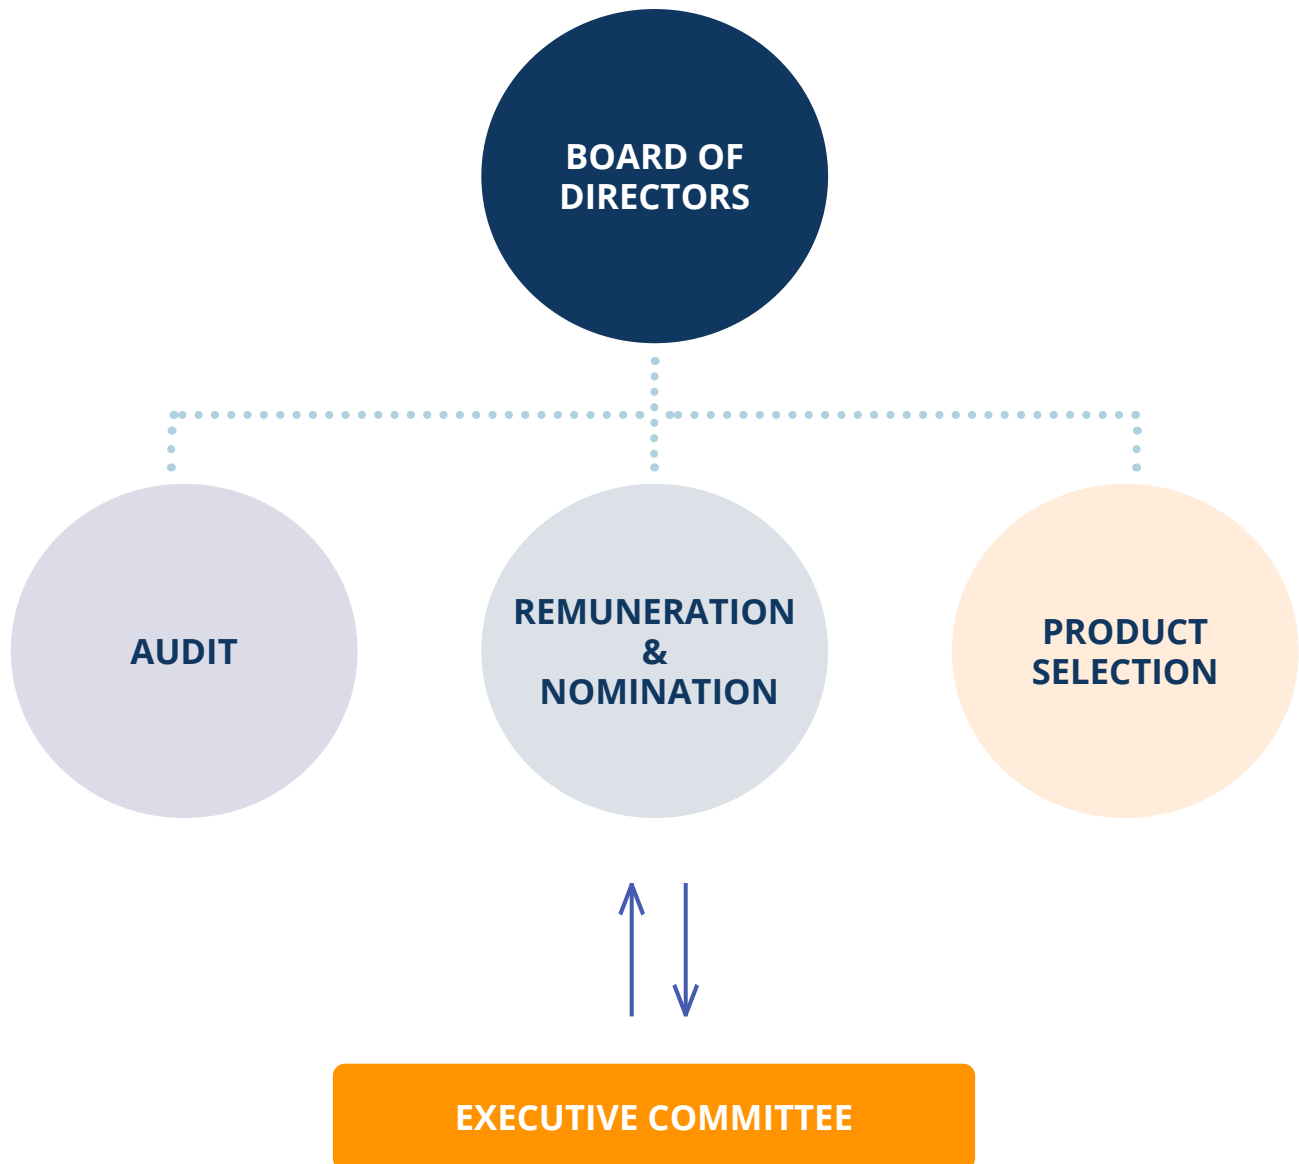 BOARD OF
DIRECTORS
AUDIT
REMUNERATION
&
NOMINATION
PRODUCT
SELECTION
EXECUTIVE COMMITTEE